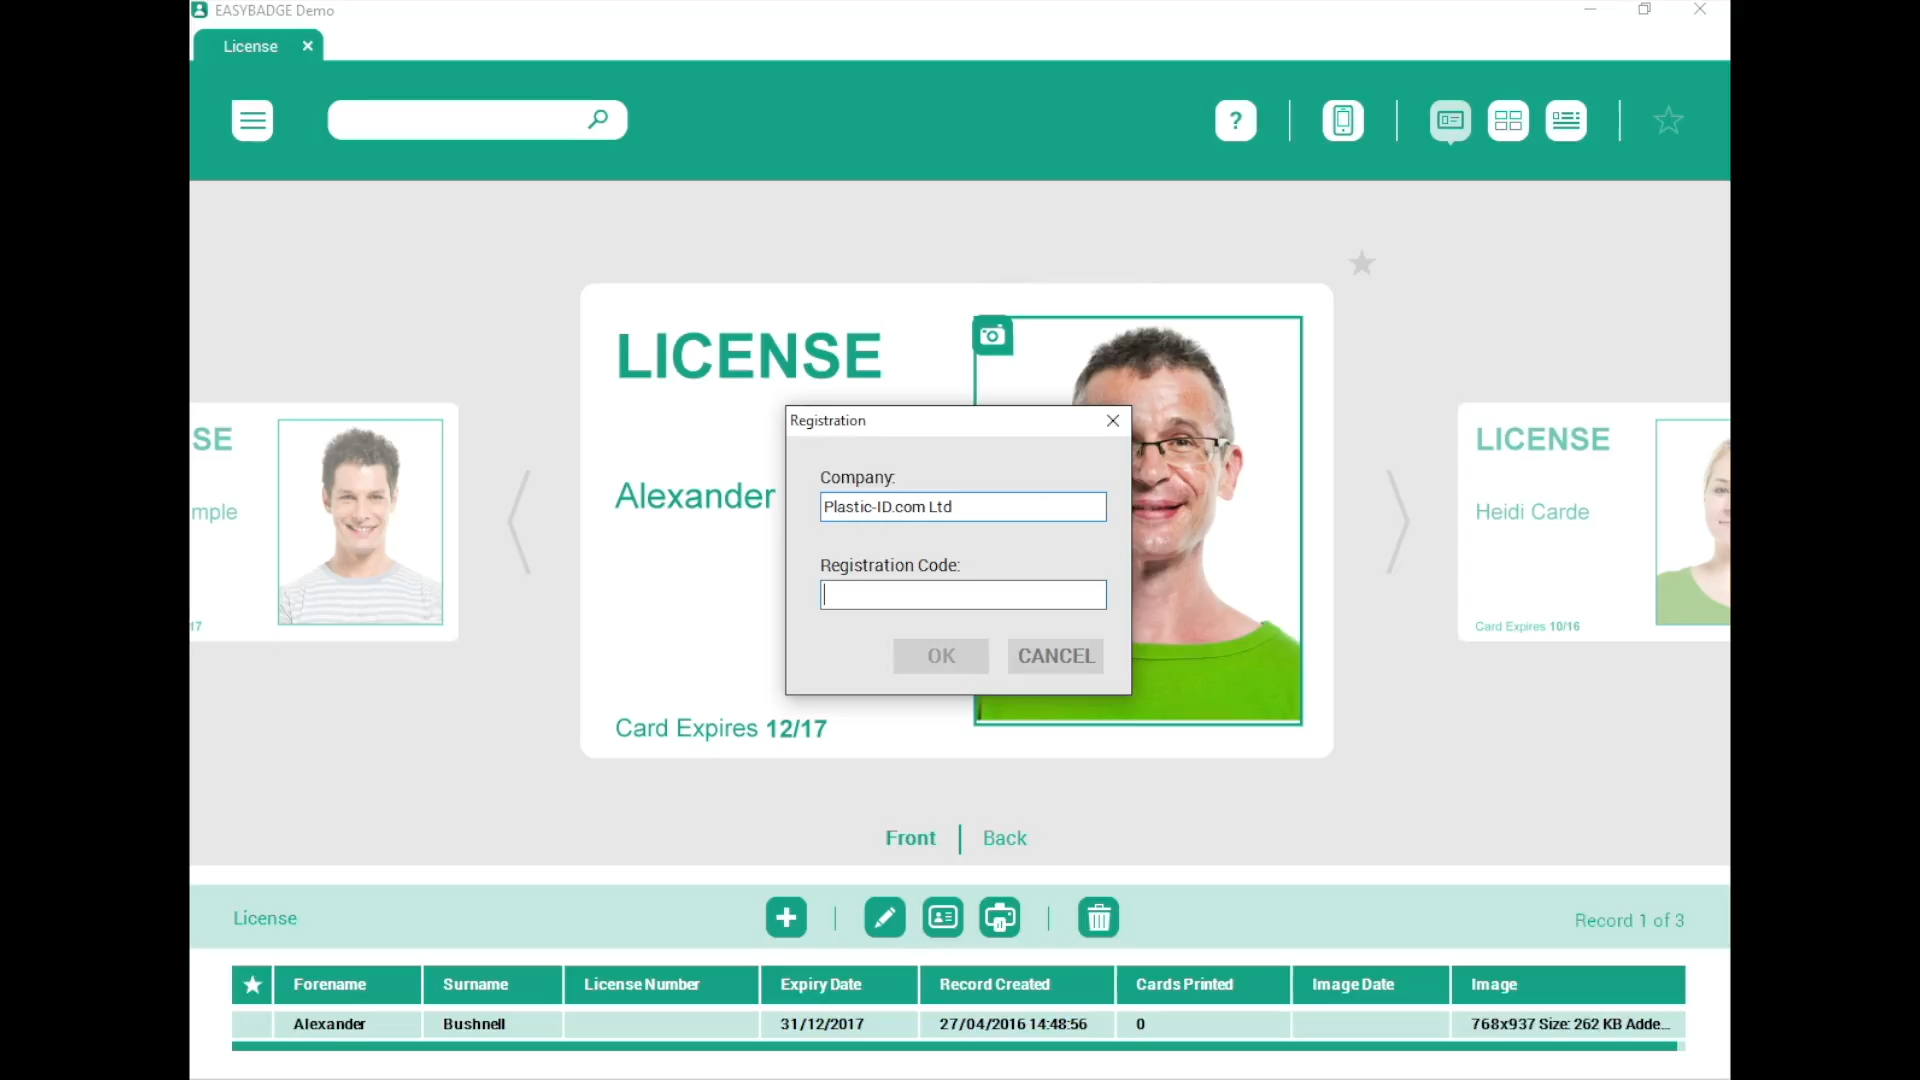 EASYBADGE Demo
License
?
LICENSE
Alexander
Card Expires 12/17
SE
mple
17
LICENSE
Heidi Carde
Card Expires 10/16
Registration
Company:
Plastic-ID.com Ltd
Registration Code:
OK CANCEL
Front Back
License
Record 1 of 3
Forename Surname License Number Expiry Date Record Created Cards Printed Image Date Image
Alexander Bushnell 31/12/2017 27/04/2016 14:48:56 0 768x937 Size: 262 KB Adde...